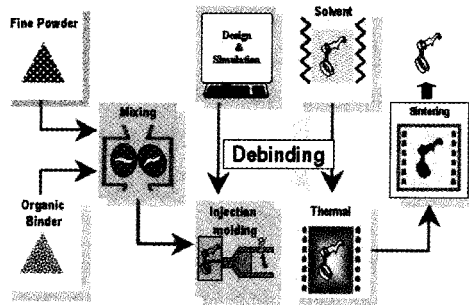 Fine Powder
Mixing
Organic
Binder
Design
&
Simulation
Solvent
Debinding
Injection
molding
Thermal
Sintering